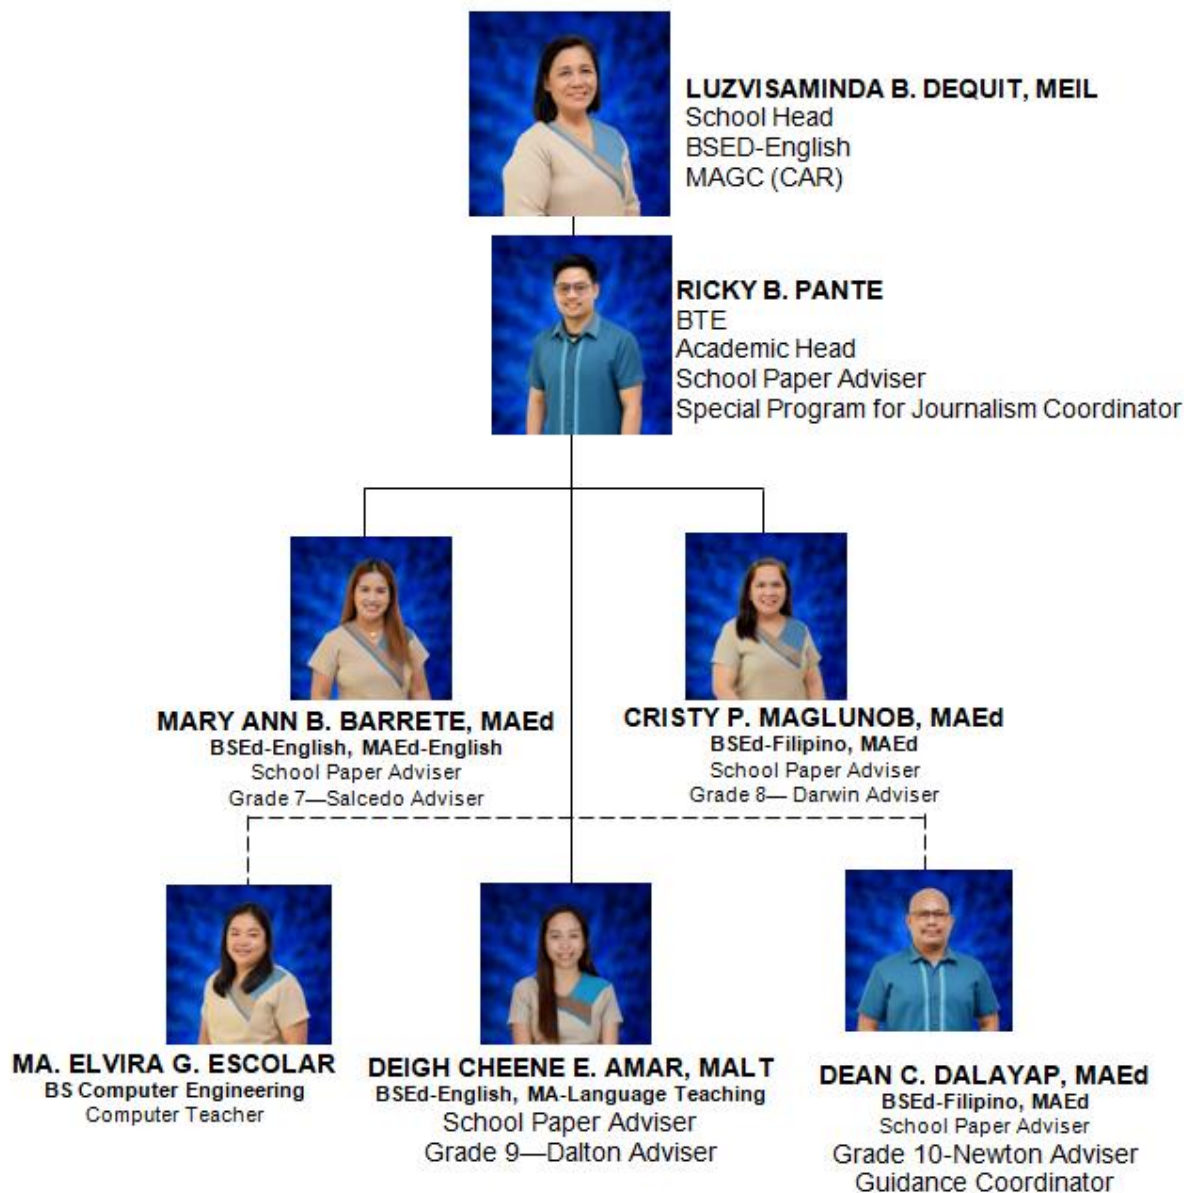 LUZVISAMINDA B. DEQUIT, MEIL
School Head
BSED-English
MAGC (CAR)
RICKY B. PANTE
BTE
Academic Head
School Paper Adviser
Special Program for Journalism Coordinator
MARY ANN B. BARRETE, MAEd
BSEd-English, MAEd-English
School Paper Adviser
Grade 7—Salcedo Adviser
CRISTY P. MAGLUNOB, MAEd
BSEd-Filipino, MAEd
School Paper Adviser
Grade 8— Darwin Adviser
MA. ELVIRA G. ESCOLAR
BS Computer Engineering
Computer Teacher
DEIGH CHEENE E. AMAR, MALT
BSEd-English, MA-Language Teaching
School Paper Adviser
Grade 9—Dalton Adviser
DEAN C. DALAYAP, MAEd
BSEd-Filipino, MAEd
School Paper Adviser
Grade 10-Newton Adviser
Guidance Coordinator